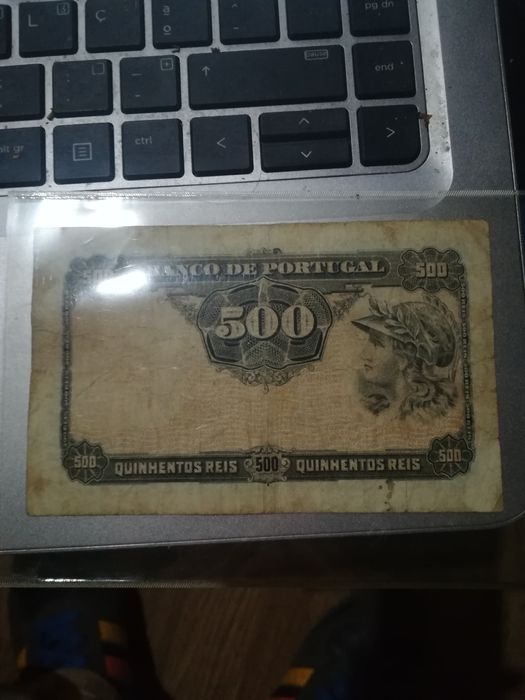 L Ç ª º pg dn
pause end
alt gr ctrl
500 BANCO DE PORTUGAL 500
500
500 QUINHENTOS REIS 500 QUINHENTOS REIS 500